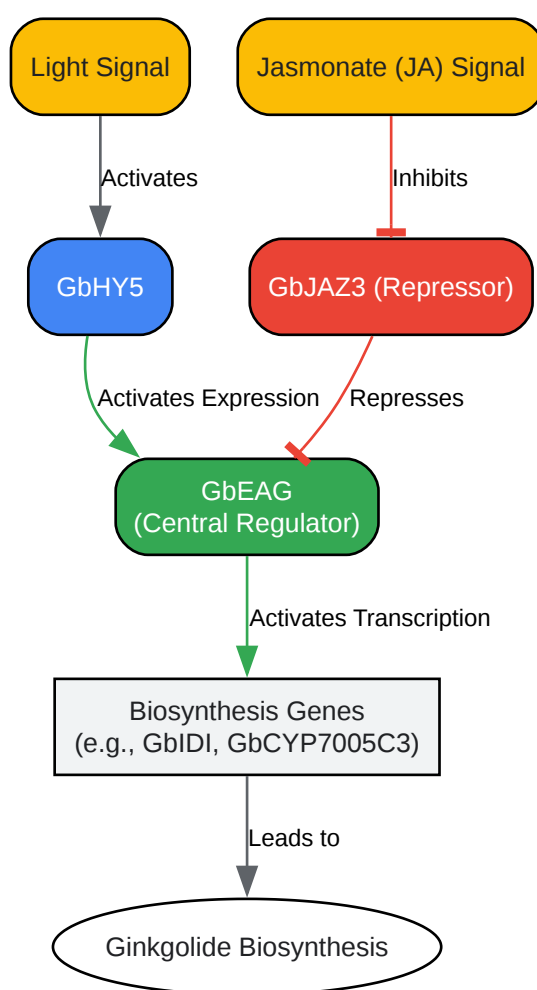 Light Signal
Jasmonate (JA) Signal
Activates
Inhibits
GbHY5
GbJAZ3 (Repressor)
Activates Expression
Represses
GbEAG
(Central Regulator)
Activates Transcription
Biosynthesis Genes
(e.g., GbIDI, GbCYP7005C3)
Leads to
Ginkgolide Biosynthesis